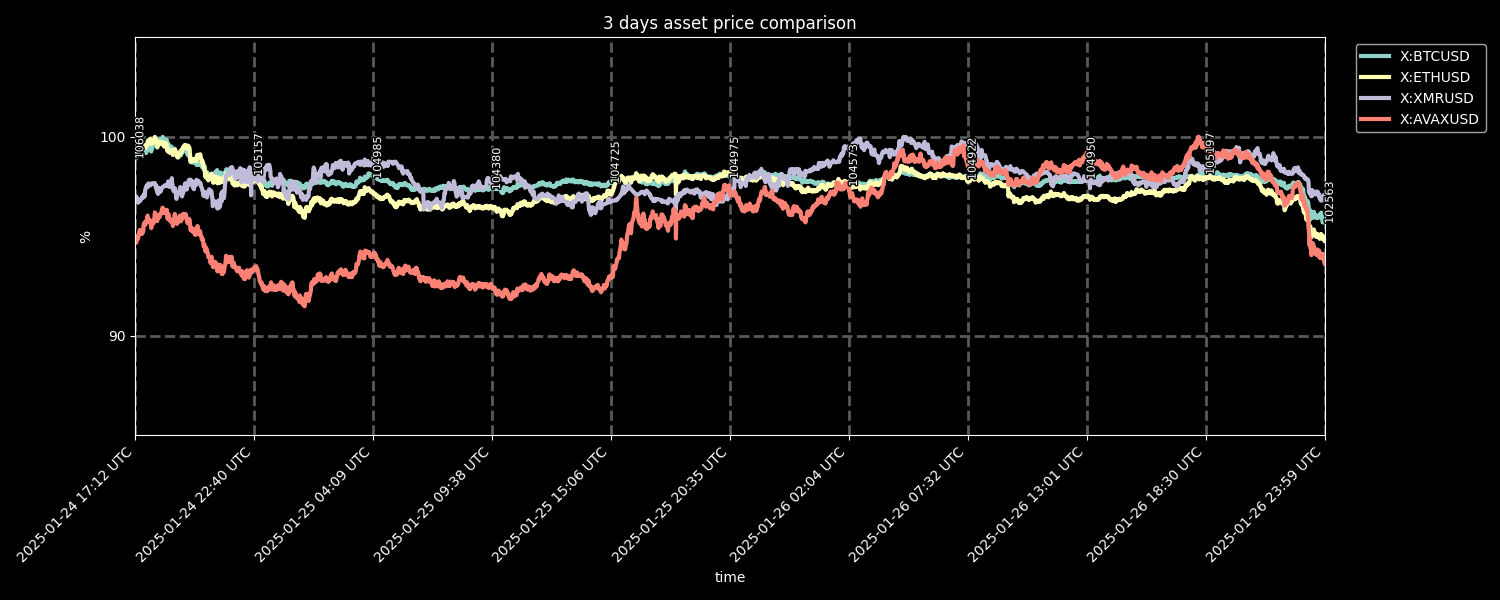 3 days asset price comparison
X:BTCUSD
X:ETHUSD
X:XMRUSD
X:AVAXUSD
100
90
%
106038
105157
104985
104380
104725
104975
104573
104922
104950
105197
102563
2025-01-24 17:12 UTC
2025-01-24 22:40 UTC
2025-01-25 04:09 UTC
2025-01-25 09:38 UTC
2025-01-25 15:06 UTC
2025-01-25 20:35 UTC
2025-01-26 02:04 UTC
2025-01-26 07:32 UTC
2025-01-26 13:01 UTC
2025-01-26 18:30 UTC
2025-01-26 23:59 UTC
time